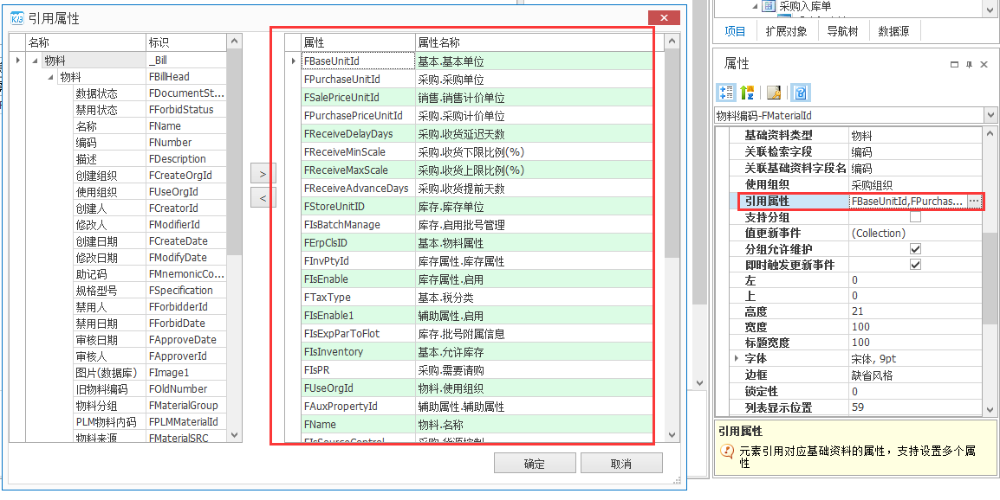 K/3 引用属性
名称 标识
物料 _Bill
物料 FBillHead
数据状态 FDocumentSt...
禁用状态 FForbidStatus
名称 FName
编码 FNumber
描述 FDescription
创建组织 FCreateOrgId
使用组织 FUseOrgId
创建人 FCreatorId
修改人 FModifierId
创建日期 FCreateDate
修改日期 FModifyDate
助记码 FMnemonicCo...
规格型号 FSpecification
禁用人 FForbidderId
禁用日期 FForbidDate
审核日期 FApproveDate
审核人 FApproverId
图片(数据库) FImage1
旧物料编码 FOldNumber
物料分组 FMaterialGroup
PLM物料内码 FPLMMaterialId
物料来源 FMaterialSRC
>
<
属性 属性名称
FBaseUnitId 基本.基本单位
FPurchaseUnitId 采购.采购单位
FSalePriceUnitId 销售.销售计价单位
FPurchasePriceUnitId 采购.采购计价单位
FReceiveDelayDays 采购.收货延迟天数
FReceiveMinScale 采购.收货下限比例(%)
FReceiveMaxScale 采购.收货上限比例(%)
FReceiveAdvanceDays 采购.收货提前天数
FStoreUnitID 库存.库存单位
FIsBatchManage 库存.启用批号管理
FErpClsID 基本.物料属性
FInvPtyId 库存属性.库存属性
FIsEnable 库存属性.启用
FTaxType 基本.税分类
FIsEnable1 辅助属性.启用
FIsExpParToFlot 库存.批号附属信息
FIsInventory 基本.允许库存
FIsPR 采购.需要请购
FUseOrgId 物料.使用组织
FAuxPropertyId 辅助属性.辅助属性
FName 物料.名称
FIsSourceControl 采购.货源控制
确定 取消
采购入库单
项目 扩展对象 导航树 数据源
属性
物料编码-FMaterialId
基础资料类型 物料
关联检索字段 编码
关联基础资料字段名 编码
使用组织 采购组织
引用属性 FBaseUnitId,FPurchas... ...
支持分组
值更新事件 (Collection)
分组允许维护
即时触发更新事件
左 0
上 0
高度 21
宽度 100
标题宽度 100
字体 宋体, 9pt
边框 缺省风格
锁定性 0
列表显示位置 59
引用属性
元素引用对应基础资料的属性，支持设置多个属
性